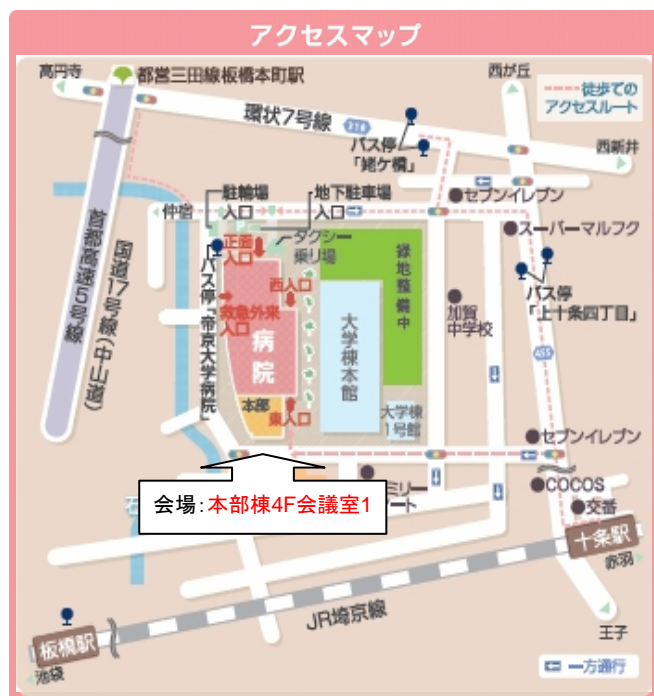 アクセスマップ
高円寺
都営三田線板橋本町駅
西が丘
徒歩での
アクセスルート
環状7号線
318
バス停
「姥ケ橋」
西新井
駐輪場
入口
地下駐車場
入口
セブンイレブン
仲宿
P
スーパーマルフク
正面
入口
タクシー
乗り場
緑地整備中
西入口
バス停
「上十条四丁目」
首都高速5号線
国道17号線(中山道)
バス停「帝京大学病院」
救急外来
入口
加賀
中学校
病院
大学棟本館
455
本部
東入口
大学棟
1号館
セブンイレブン
会場:本部棟4F会議室1
石
ミリー
ート
COCOS
交番
十条駅
赤羽
JR埼京線
王子
板橋駅
池袋
一方通行